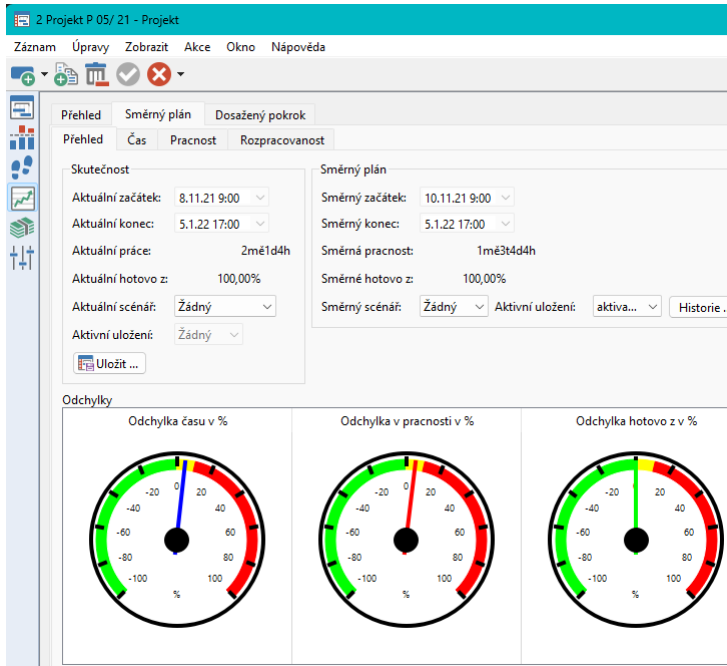 2 Projekt P 05/ 21 - Projekt
Záznam Úpravy Zobrazit Akce Okno Nápověda
Přehled Směrný plán Dosažený pokrok
Přehled Čas Pracnost Rozpracovanost
Skutečnost
Aktuální začátek: 8.11.21 9:00
Aktuální konec: 5.1.22 17:00
Aktuální práce: 2mě1d4h
Aktuální hotovo z: 100,00%
Aktuální scénář: Žádný
Aktivní uložení: Žádný
Uložit ...
Směrný plán
Směrný začátek: 10.11.21 9:00
Směrný konec: 5.1.22 17:00
Směrná pracnost: 1mě3t4d4h
Směrné hotovo z: 100,00%
Směrný scénář: Žádný Aktivní uložení: aktiva... Historie .
Odchylky
Odchylka času v %
-100 -80 -60 -40 -20 0 20 40 60 80 100
%
Odchylka v pracnosti v %
-100 -80 -60 -40 -20 0 20 40 60 80 100
%
Odchylka hotovo z v %
-100 -80 -60 -40 -20 0 20 40 60 80 100
%